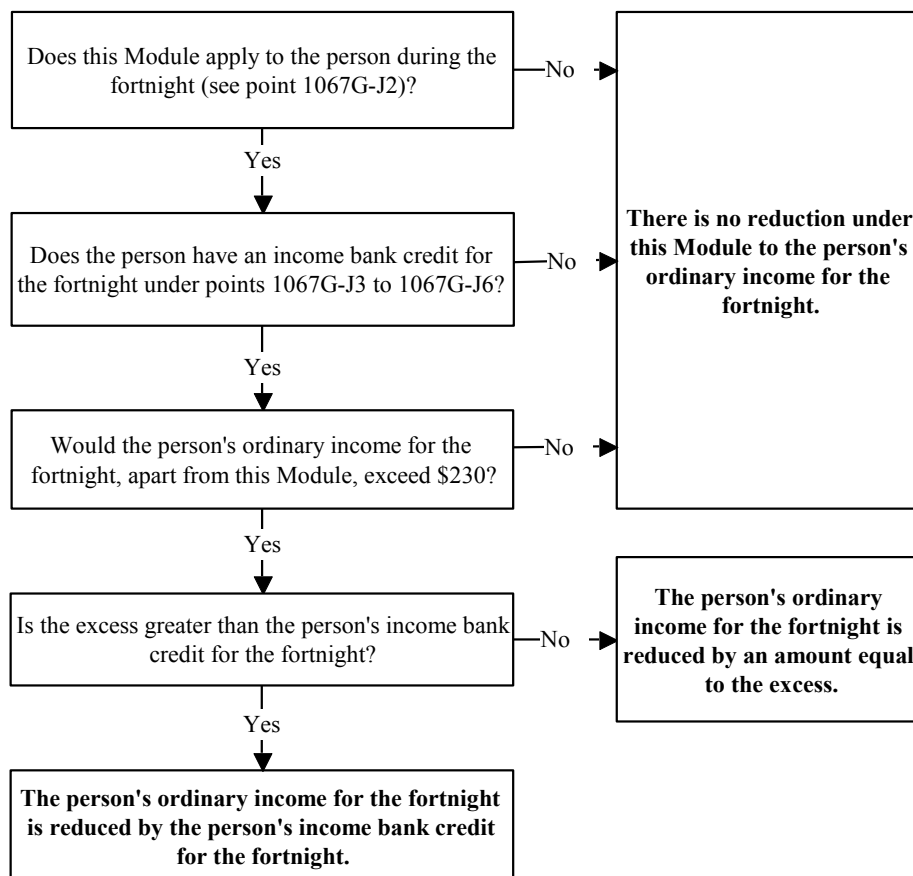 Does this Module apply to the person during the
fortnight (see point 1067G-J2)?
No
Yes
There is no reduction under
this Module to the person's
ordinary income for the
fortnight.
Does the person have an income bank credit for
the fortnight under points 1067G-J3 to 1067G-J6?
No
Yes
Would the person's ordinary income for the
fortnight, apart from this Module, exceed $230?
No
Yes
Is the excess greater than the person's income bank
credit for the fortnight?
No
The person's ordinary
income for the fortnight is
reduced by an amount equal
to the excess.
Yes
The person's ordinary income for the fortnight
is reduced by the person's income bank credit
for the fortnight.